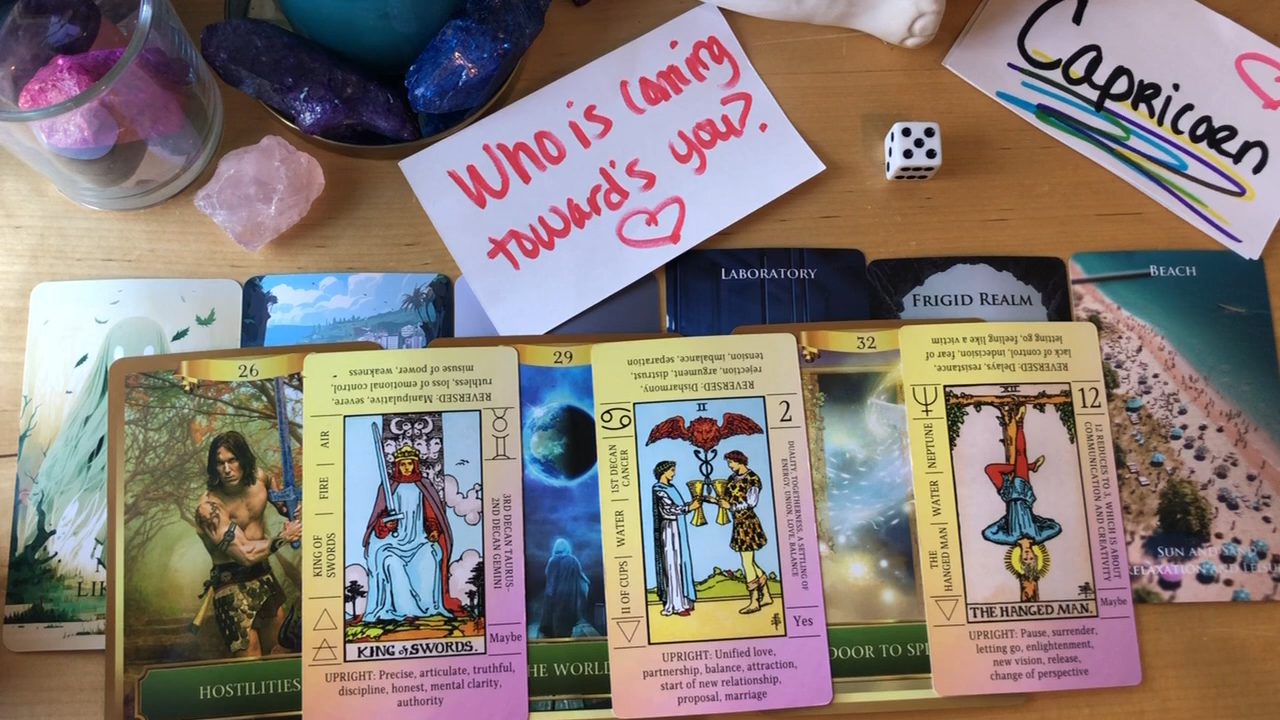 Who is coming
towards you?
Capricorn
LABORATORY
FRIGID REALM
BEACH
SUN AND SAND
RELAXATION AND
26
HOSTILITIES
REVERSED: Manipulative, severe,
ruthless, loss of emotional control,
misuse of power, weakness
KING OF
SWORDS
FIRE
AIR
3RD DECAN TAURUS-
2ND DECAN GEMINI
KING of SWORDS.
Maybe
UPRIGHT: Precise, articulate, truthful,
discipline, honest, mental clarity,
authority
29
THE WORLD
REVERSED: Disharmony,
rejection, argument, distrust,
tension, imbalance, separation
II OF CUPS
WATER
1ST DECAN
CANCER
II
2
DUALITY, TOGETHERNESS, A SETTLING OF
ENERGY, UNION, LOVE, BALANCE
Yes
UPRIGHT: Unified love,
partnership, balance, attraction,
start of new relationship,
proposal, marriage
32
DOOR TO
REVERSED: Delays, resistance,
lack of control, indecision, of fear
letting go, feeling like a victim
THE
HANGED MAN
WATER
NEPTUNE
XII
12
12 REDUCES TO 3, WHICH IS ABOUT
COMMUNICATION AND CREATIVITY
THE HANGED MAN.
Maybe
UPRIGHT: Pause, surrender,
letting go, enlightenment,
new vision, release,
change of perspective